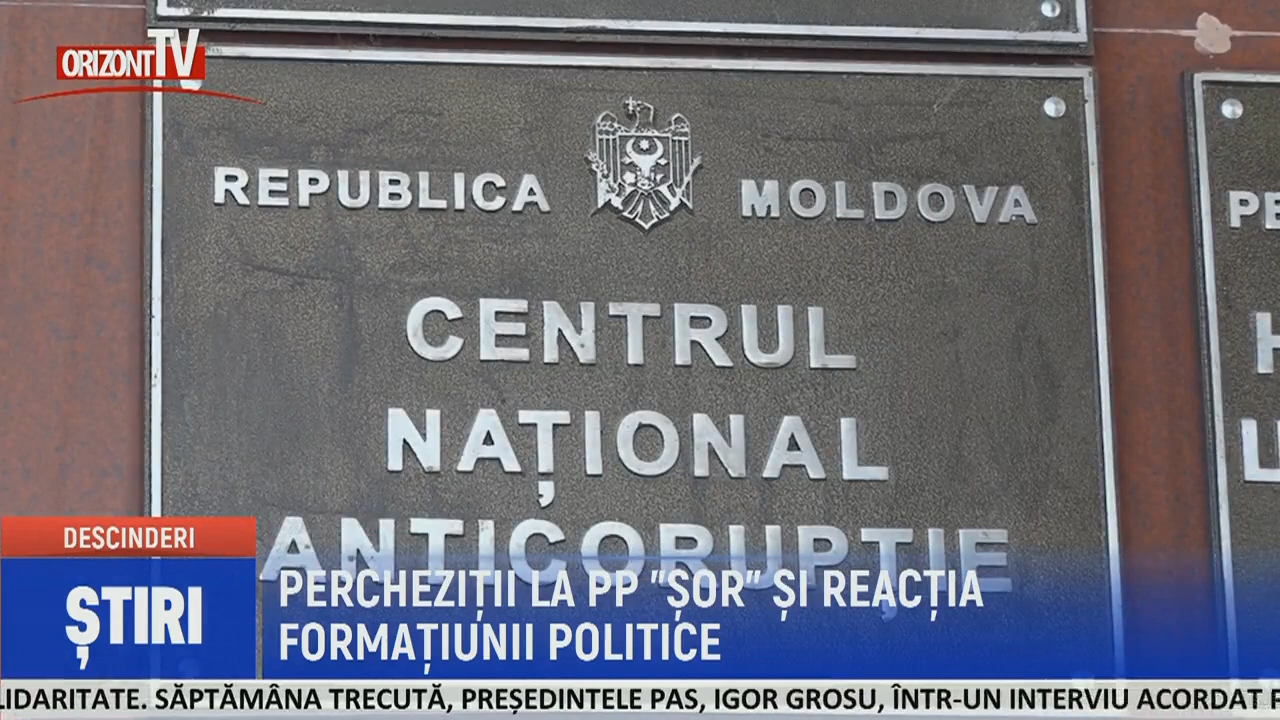 ORIZONT TV
REPUBLICA MOLDOVA
CENTRUL
NAȚIONAL
ANTICORUPȚIE
DESCINDERI
ȘTIRI
PERCHEZIȚII LA PP "ȘOR" ȘI REACȚIA
FORMAȚIUNII POLITICE
LIDARITATE. SĂPTĂMÂNA TRECUTĂ, PREȘEDINTELE PAS, IGOR GROSU, ÎNTR-UN INTERVIU ACORDAT